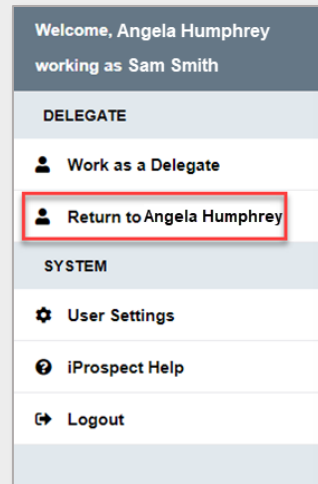 Welcome, Angela Humphrey
working as Sam Smith
DELEGATE
Work as a Delegate
Return to Angela Humphrey
SYSTEM
User Settings
iProspect Help
Logout